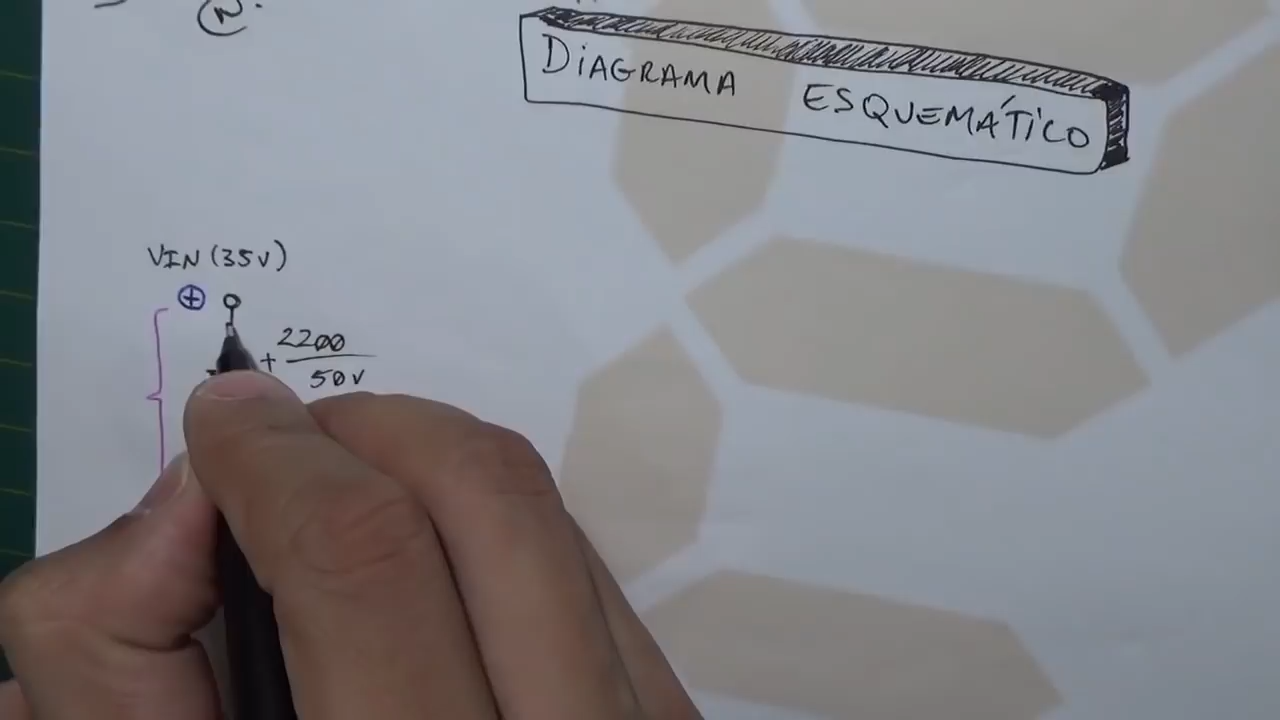 N.
DIAGRAMA ESQUEMÁTICO
VIN (35V)
+
+ 2200
50V